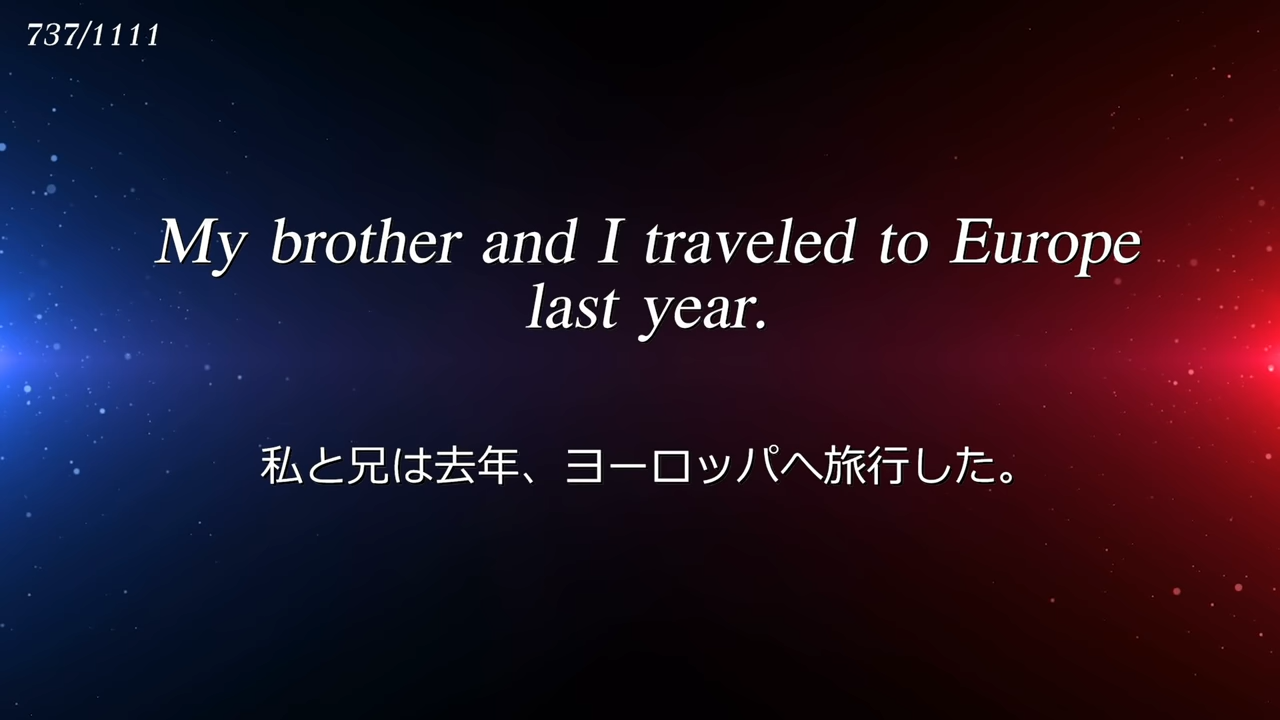 737/1111
My brother and I traveled to Europe
last year.
私と兄は去年、ヨーロッパへ旅行した。